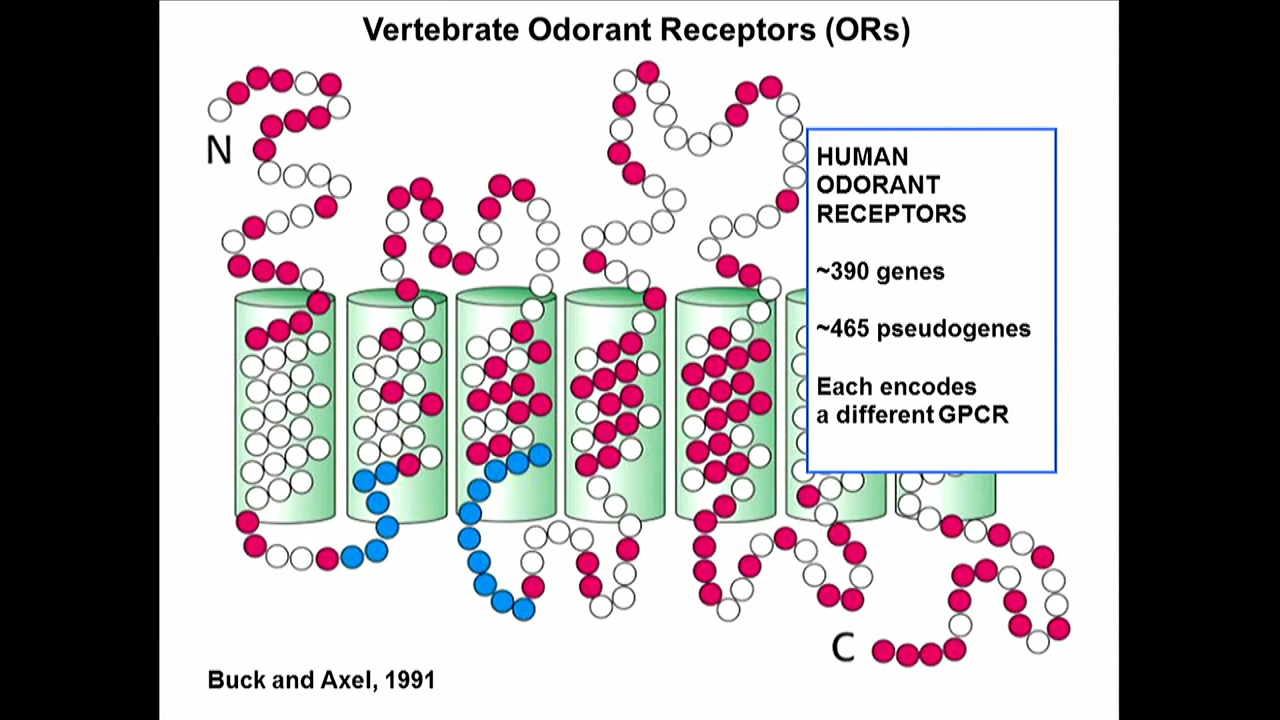 Vertebrate Odorant Receptors (ORs)
N
HUMAN
ODORANT
RECEPTORS
~390 genes
~465 pseudogenes
Each encodes
a different GPCR
C
Buck and Axel, 1991